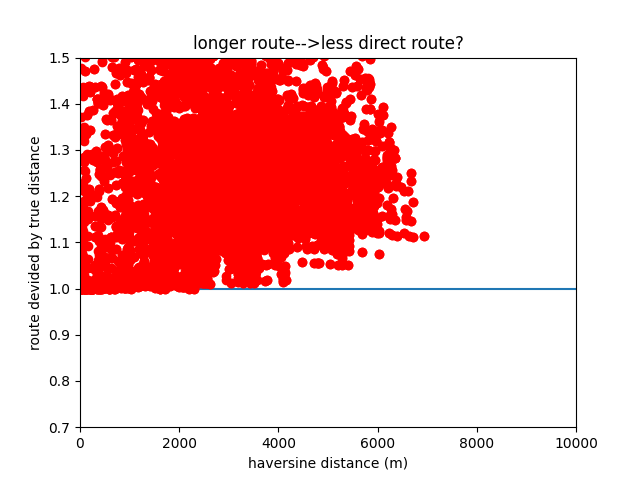 longer route-->less direct route?
1.5
1.4
1.3
1.2
1.1
1.0
0.9
0.8
0.7
route devided by true distance
0 2000 4000 6000 8000 10000
haversine distance (m)